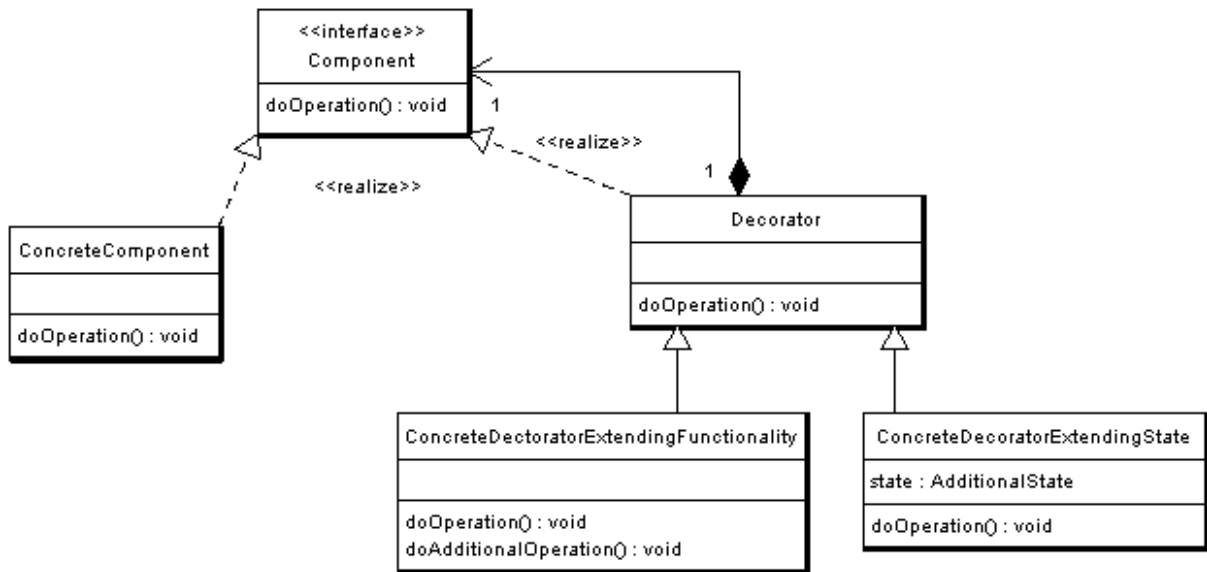 <<interface>>
Component
doOperation() : void
1
<<realize>>
<<realize>>
1
Decorator
doOperation() : void
ConcreteComponent
doOperation() : void
ConcreteDectoratorExtendingFunctionality
doOperation() : void
doAdditionalOperation() : void
ConcreteDecoratorExtendingState
state : AdditionalState
doOperation() : void